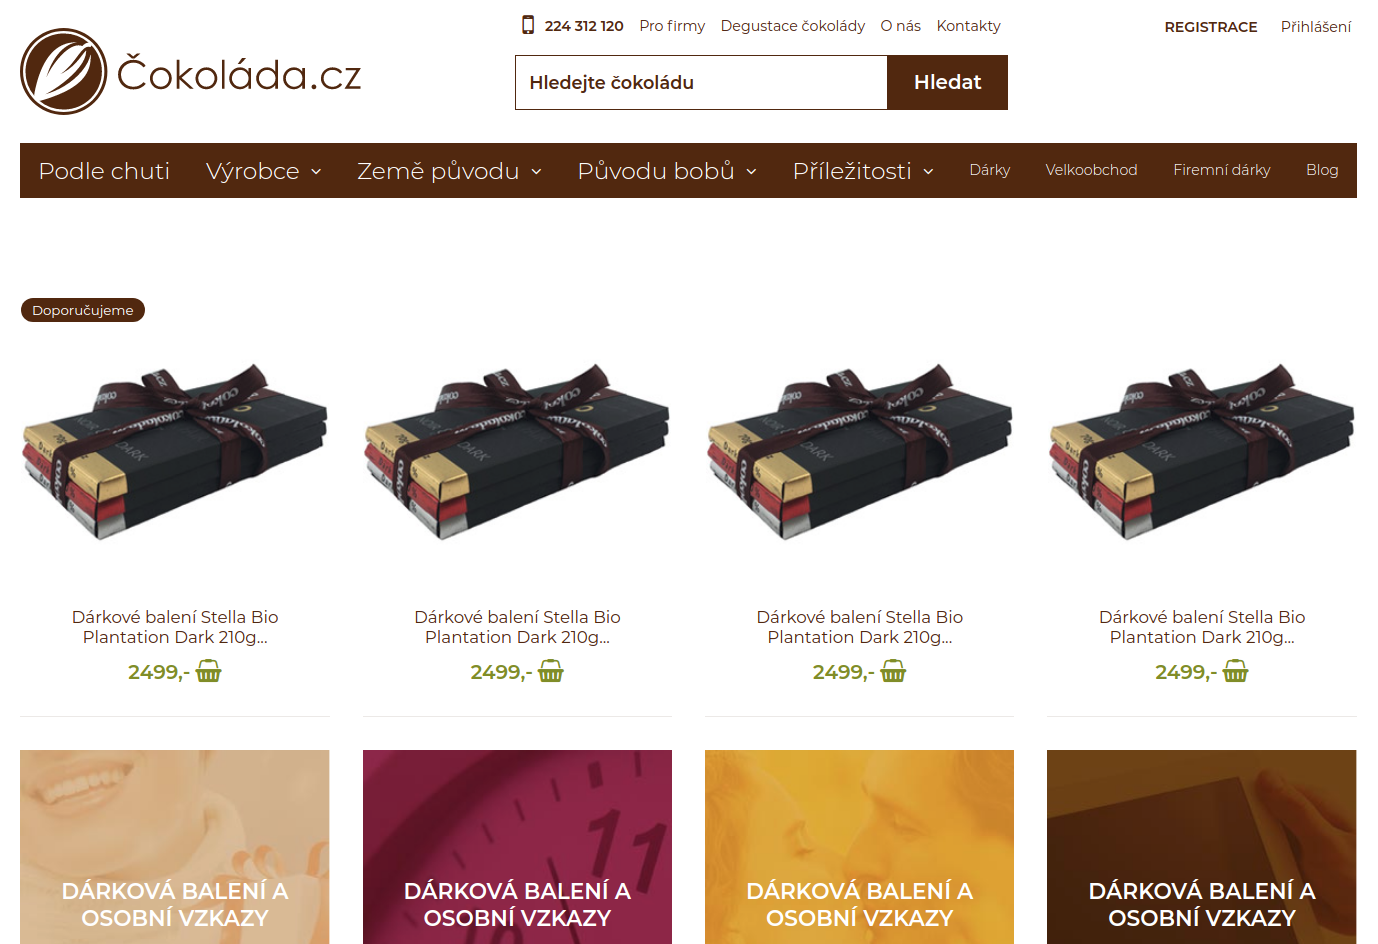 224 312 120 Pro firmy Degustace čokolády O nás Kontakty REGISTRACE Přihlášení
Čokoláda.cz
Hledejte čokoládu Hledat
Podle chuti Výrobce Země původu Původu bobů Příležitosti Dárky Velkoobchod Firemní dárky Blog
Doporučujeme
Dárkové balení Stella Bio
Plantation Dark 210g...
2499,-
Dárkové balení Stella Bio
Plantation Dark 210g...
2499,-
Dárkové balení Stella Bio
Plantation Dark 210g...
2499,-
Dárkové balení Stella Bio
Plantation Dark 210g...
2499,-
DÁRKOVÁ BALENÍ A
OSOBNÍ VZKAZY
11
DÁRKOVÁ BALENÍ A
OSOBNÍ VZKAZY
DÁRKOVÁ BALENÍ A
OSOBNÍ VZKAZY
DÁRKOVÁ BALENÍ A
OSOBNÍ VZKAZY